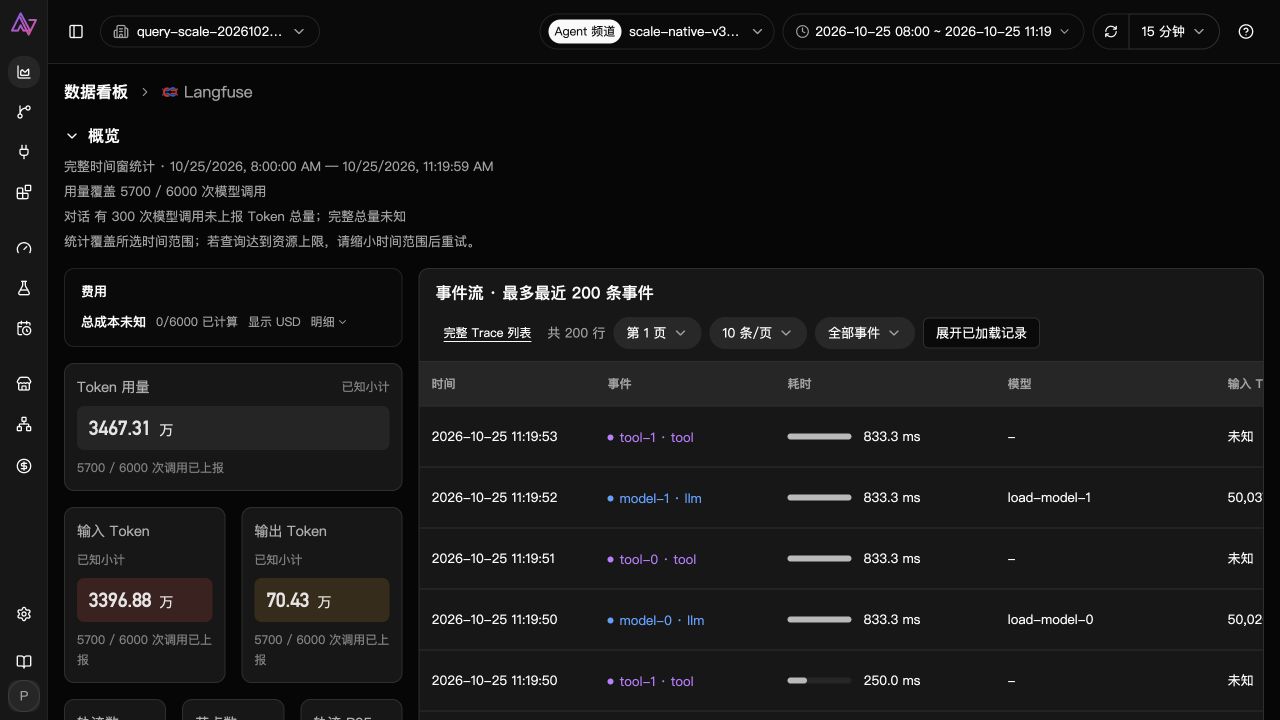 query-scale-2026102...
Agent 频道 scale-native-v3...
2026-10-25 08:00 ~ 2026-10-25 11:19
15 分钟
数据看板 > Langfuse
概览
完整时间窗统计 · 10/25/2026, 8:00:00 AM — 10/25/2026, 11:19:59 AM
用量覆盖 5700 / 6000 次模型调用
对话 有 300 次模型调用未上报 Token 总量；完整总量未知
统计覆盖所选时间范围；若查询达到资源上限，请缩小时间范围后重试。
费用
总成本未知 0/6000 已计算 显示 USD 明细
Token 用量 已知小计
3467.31 万
5700 / 6000 次调用已上报
输入 Token
已知小计
3396.88 万
5700 / 6000 次调用已上
报
输出 Token
已知小计
70.43 万
5700 / 6000 次调用已上
报
事件流 · 最多最近 200 条事件
完整 Trace 列表 共 200 行 第 1 页 10 条/页 全部事件 展开已加载记录
时间 事件 耗时 模型 输入 T
2026-10-25 11:19:53 tool-1 · tool 833.3 ms – 未知
2026-10-25 11:19:52 model-1 · llm 833.3 ms load-model-1 50,03
2026-10-25 11:19:51 tool-0 · tool 833.3 ms – 未知
2026-10-25 11:19:50 model-0 · llm 833.3 ms load-model-0 50,02
2026-10-25 11:19:50 tool-1 · tool 250.0 ms – 未知
P